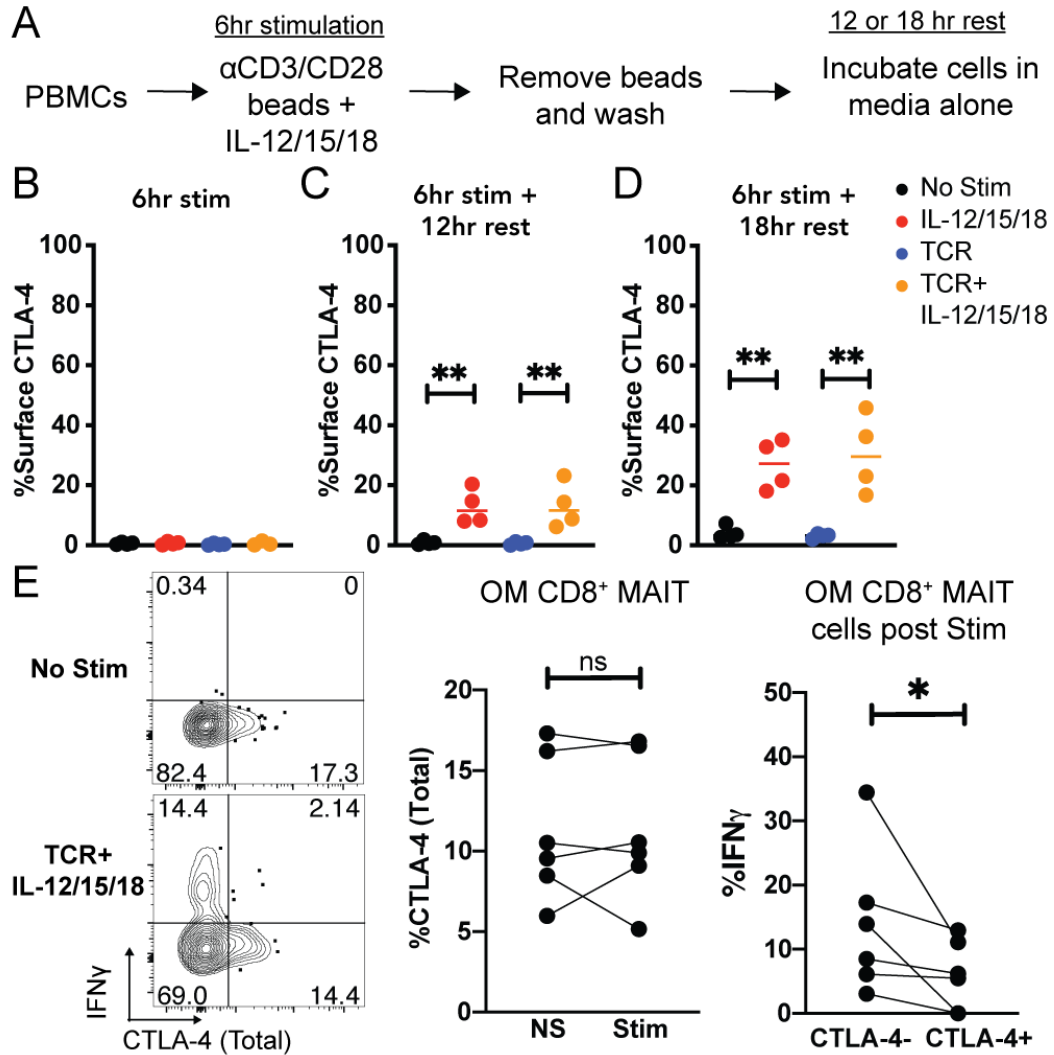 A
6hr stimulation
12 or 18 hr rest
PBMCs
αCD3/CD28
beads +
IL-12/15/18
Remove beads
and wash
Incubate cells in
media alone
B
6hr stim
%Surface CTLA-4
100
80
60
40
20
0
C
6hr stim +
12hr rest
%Surface CTLA-4
100
80
60
40
20
0
**
**
D
6hr stim +
18hr rest
%Surface CTLA-4
100
80
60
40
20
0
**
**
No Stim
IL-12/15/18
TCR
TCR+
IL-12/15/18
E
No Stim
0.34
0
82.4
17.3
TCR+
IL-12/15/18
14.4
2.14
69.0
14.4
IFNγ
CTLA-4 (Total)
OM CD8⁺ MAIT
ns
%CTLA-4 (Total)
20
15
10
5
0
NS
Stim
OM CD8⁺ MAIT
cells post Stim
*
%IFNγ
50
40
30
20
10
0
CTLA-4-
CTLA-4+